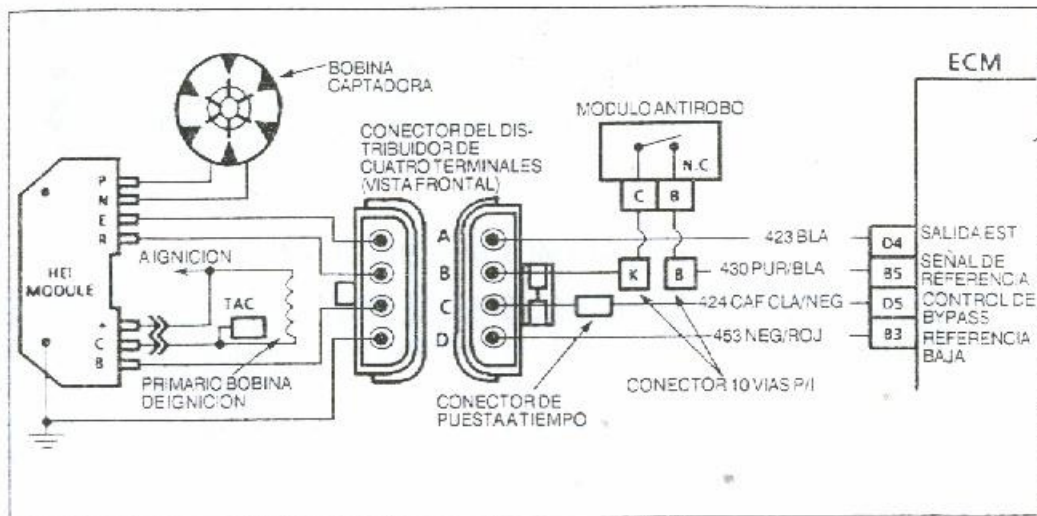 BOBINA
CAPTADORA
ECM
MODULO ANTIROBO
CONECTOR DEL DIS-
TRIBUIDOR DE
CUATRO TERMINALES
(VISTA FRONTAL)
N.C
C B
P
N
E
R
HEI
MODULE
+
C
B
A IGNICION
TAC
PRIMARIO BOBINA
DE IGNICION
A
B
C
D
K
B
423 BLA
430 PUR/BLA
424 CAF CLA/NEG
453 NEG/ROJ
D4
B5
D5
B3
SALIDA EST
SEÑAL DE
REFERENCIA
CONTROL DE
BYPASS
REFERENCIA
BAJA
CONECTOR DE
PUESTA A TIEMPO
CONECTOR 10 VIAS P/I